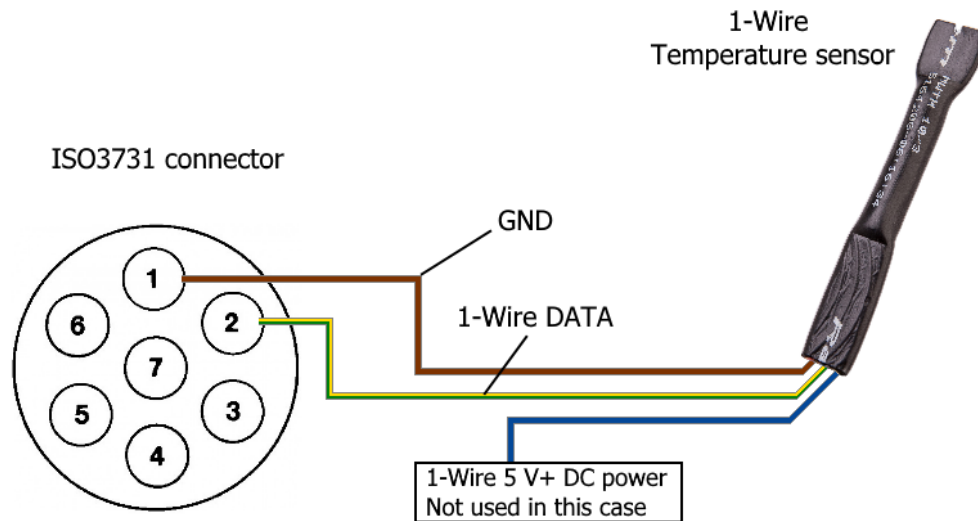 1-Wire
Temperature sensor
ISO3731 connector
GND
1-Wire DATA
1
2
3
4
5
6
7
1-Wire 5 V+ DC power
Not used in this case